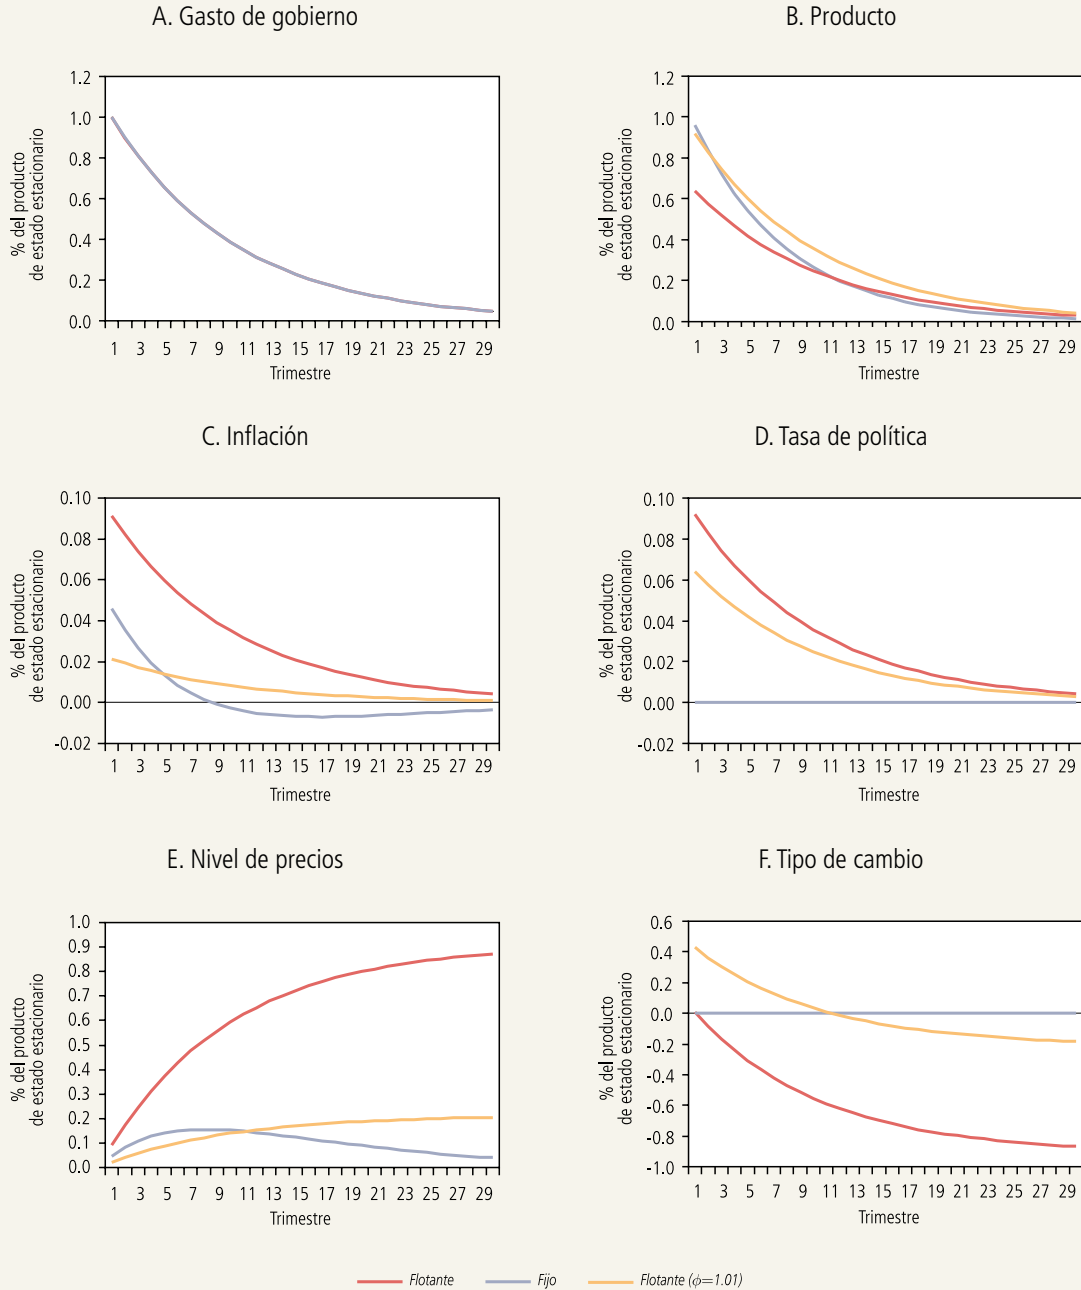 A. Gasto de gobierno
% del producto
de estado estacionario
1.2
1.0
0.8
0.6
0.4
0.2
0.0
1 3 5 7 9 11 13 15 17 19 21 23 25 27 29
Trimestre
B. Producto
% del producto
de estado estacionario
1.2
1.0
0.8
0.6
0.4
0.2
0.0
1 3 5 7 9 11 13 15 17 19 21 23 25 27 29
Trimestre
C. Inflación
% del producto
de estado estacionario
0.10
0.08
0.06
0.04
0.02
0.00
-0.02
1 3 5 7 9 11 13 15 17 19 21 23 25 27 29
Trimestre
D. Tasa de política
% del producto
de estado estacionario
0.10
0.08
0.06
0.04
0.02
0.00
-0.02
1 3 5 7 9 11 13 15 17 19 21 23 25 27 29
Trimestre
E. Nivel de precios
% del producto
de estado estacionario
1.0
0.9
0.8
0.7
0.6
0.5
0.4
0.3
0.2
0.1
0.0
1 3 5 7 9 11 13 15 17 19 21 23 25 27 29
Trimestre
F. Tipo de cambio
% del producto
de estado estacionario
0.6
0.4
0.2
0.0
-0.2
-0.4
-0.6
-0.8
-1.0
1 3 5 7 9 11 13 15 17 19 21 23 25 27 29
Trimestre
Flotante Fijo Flotante (ϕ=1.01)